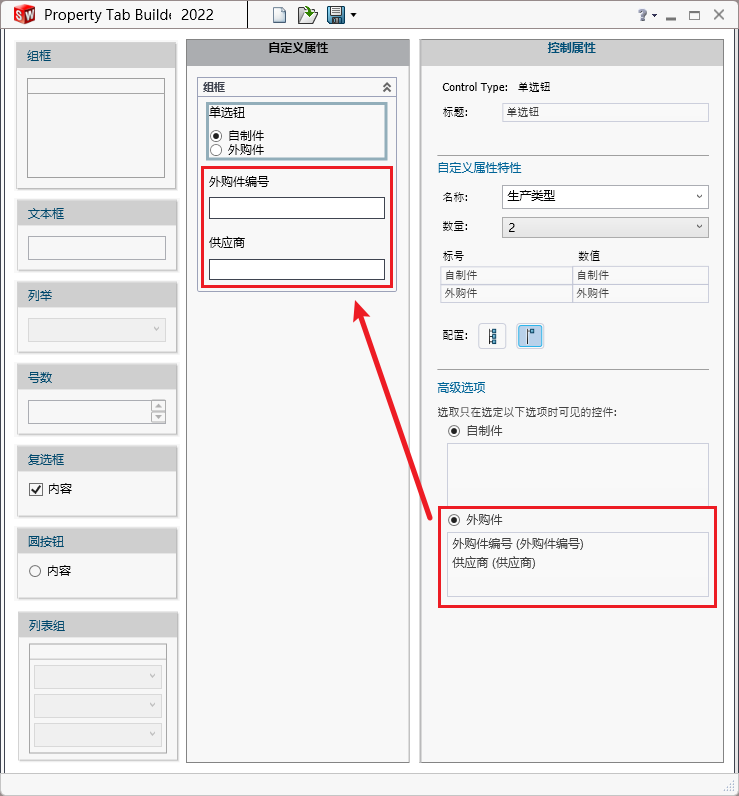 SW Property Tab Builde 2022
?
组框
文本框
列举
号数
复选框
内容
圆按钮
内容
列表组
自定义属性
组框
单选钮
自制件
外购件
外购件编号
供应商
控制属性
Control Type: 单选钮
标题: 单选钮
自定义属性特性
名称: 生产类型
数量: 2
标号 数值
自制件 自制件
外购件 外购件
配置:
高级选项
选取只在选定以下选项时可见的控件:
自制件
外购件
外购件编号 (外购件编号)
供应商 (供应商)